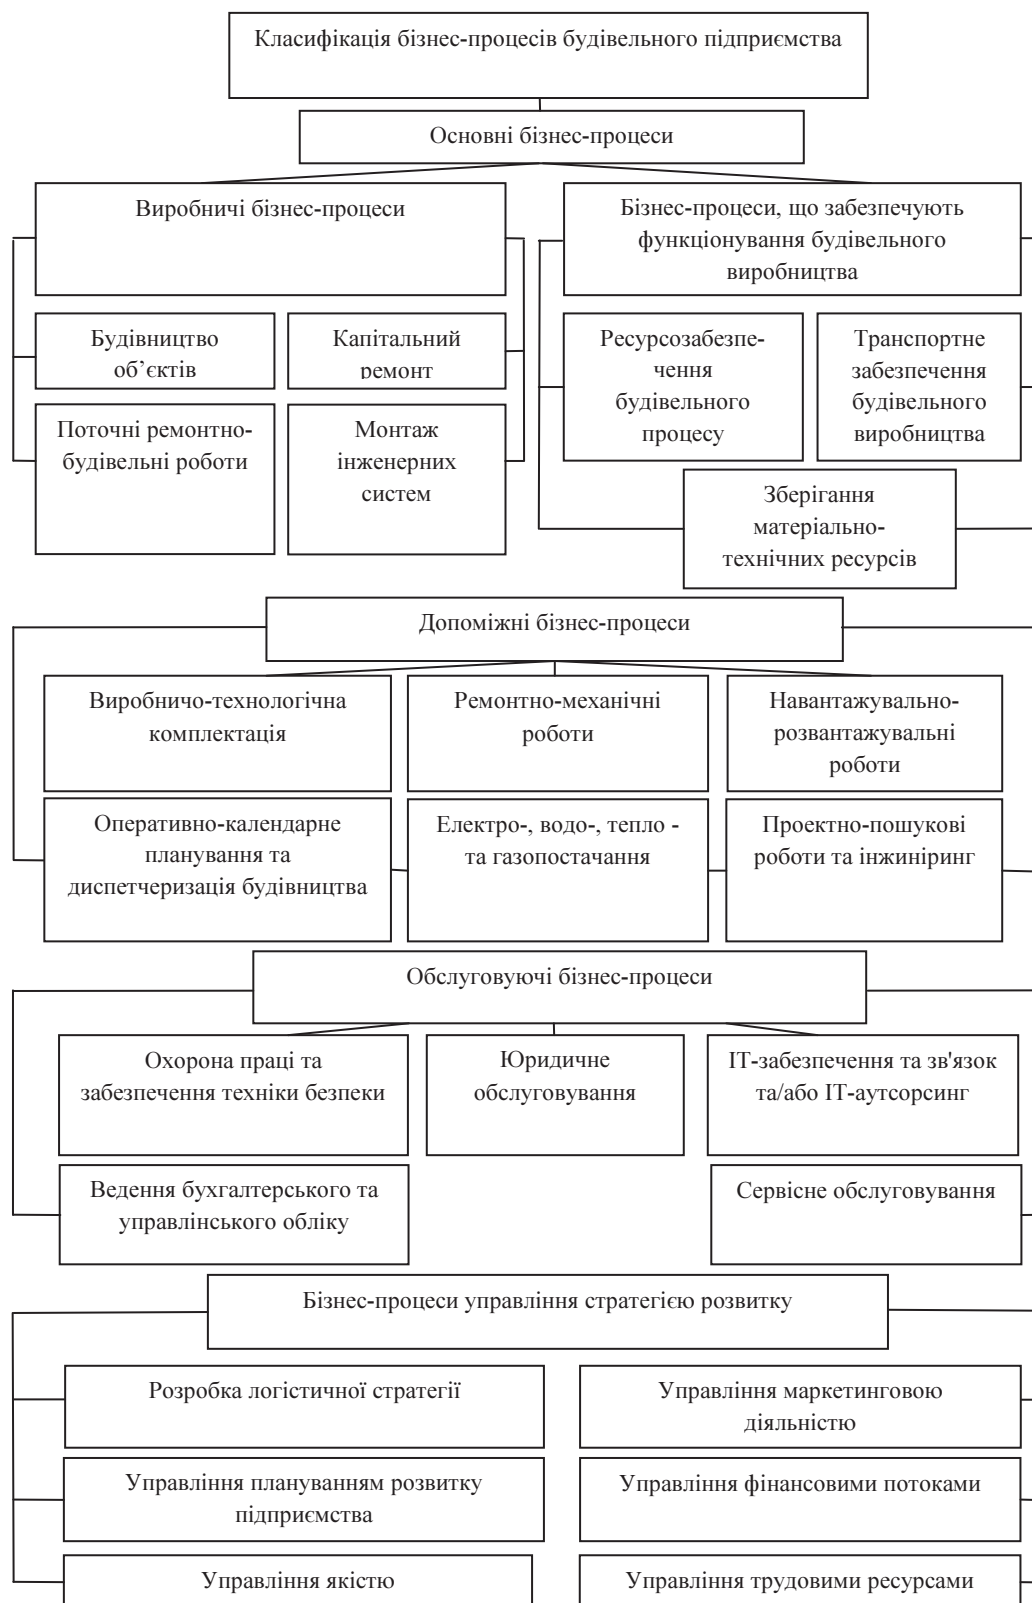 Класифікація бізнес-процесів будівельного підприємства
Основні бізнес-процеси
Виробничі бізнес-процеси
Бізнес-процеси, що забезпечують
функціонування будівельного
виробництва
Будівництво
об’єктів
Капітальний
ремонт
Ресурсозабезпе-
чення
будівельного
процесу
Транспортне
забезпечення
будівельного
виробництва
Поточні ремонтно-
будівельні роботи
Монтаж
інженерних
систем
Зберігання
матеріально-
технічних ресурсів
Допоміжні бізнес-процеси
Виробничо-технологічна
комплектація
Ремонтно-механічні
роботи
Навантажувально-
розвантажувальні
роботи
Оперативно-календарне
планування та
диспетчеризація будівництва
Електро-, водо-, тепло -
та газопостачання
Проектно-пошукові
роботи та інжиніринг
Обслуговуючі бізнес-процеси
Охорона праці та
забезпечення техніки безпеки
Юридичне
обслуговування
ІТ-забезпечення та зв'язок
та/або ІТ-аутсорсинг
Ведення бухгалтерського та
управлінського обліку
Сервісне обслуговування
Бізнес-процеси управління стратегією розвитку
Розробка логістичної стратегії
Управління маркетинговою
діяльністю
Управління плануванням розвитку
підприємства
Управління фінансовими потоками
Управління якістю
Управління трудовими ресурсами